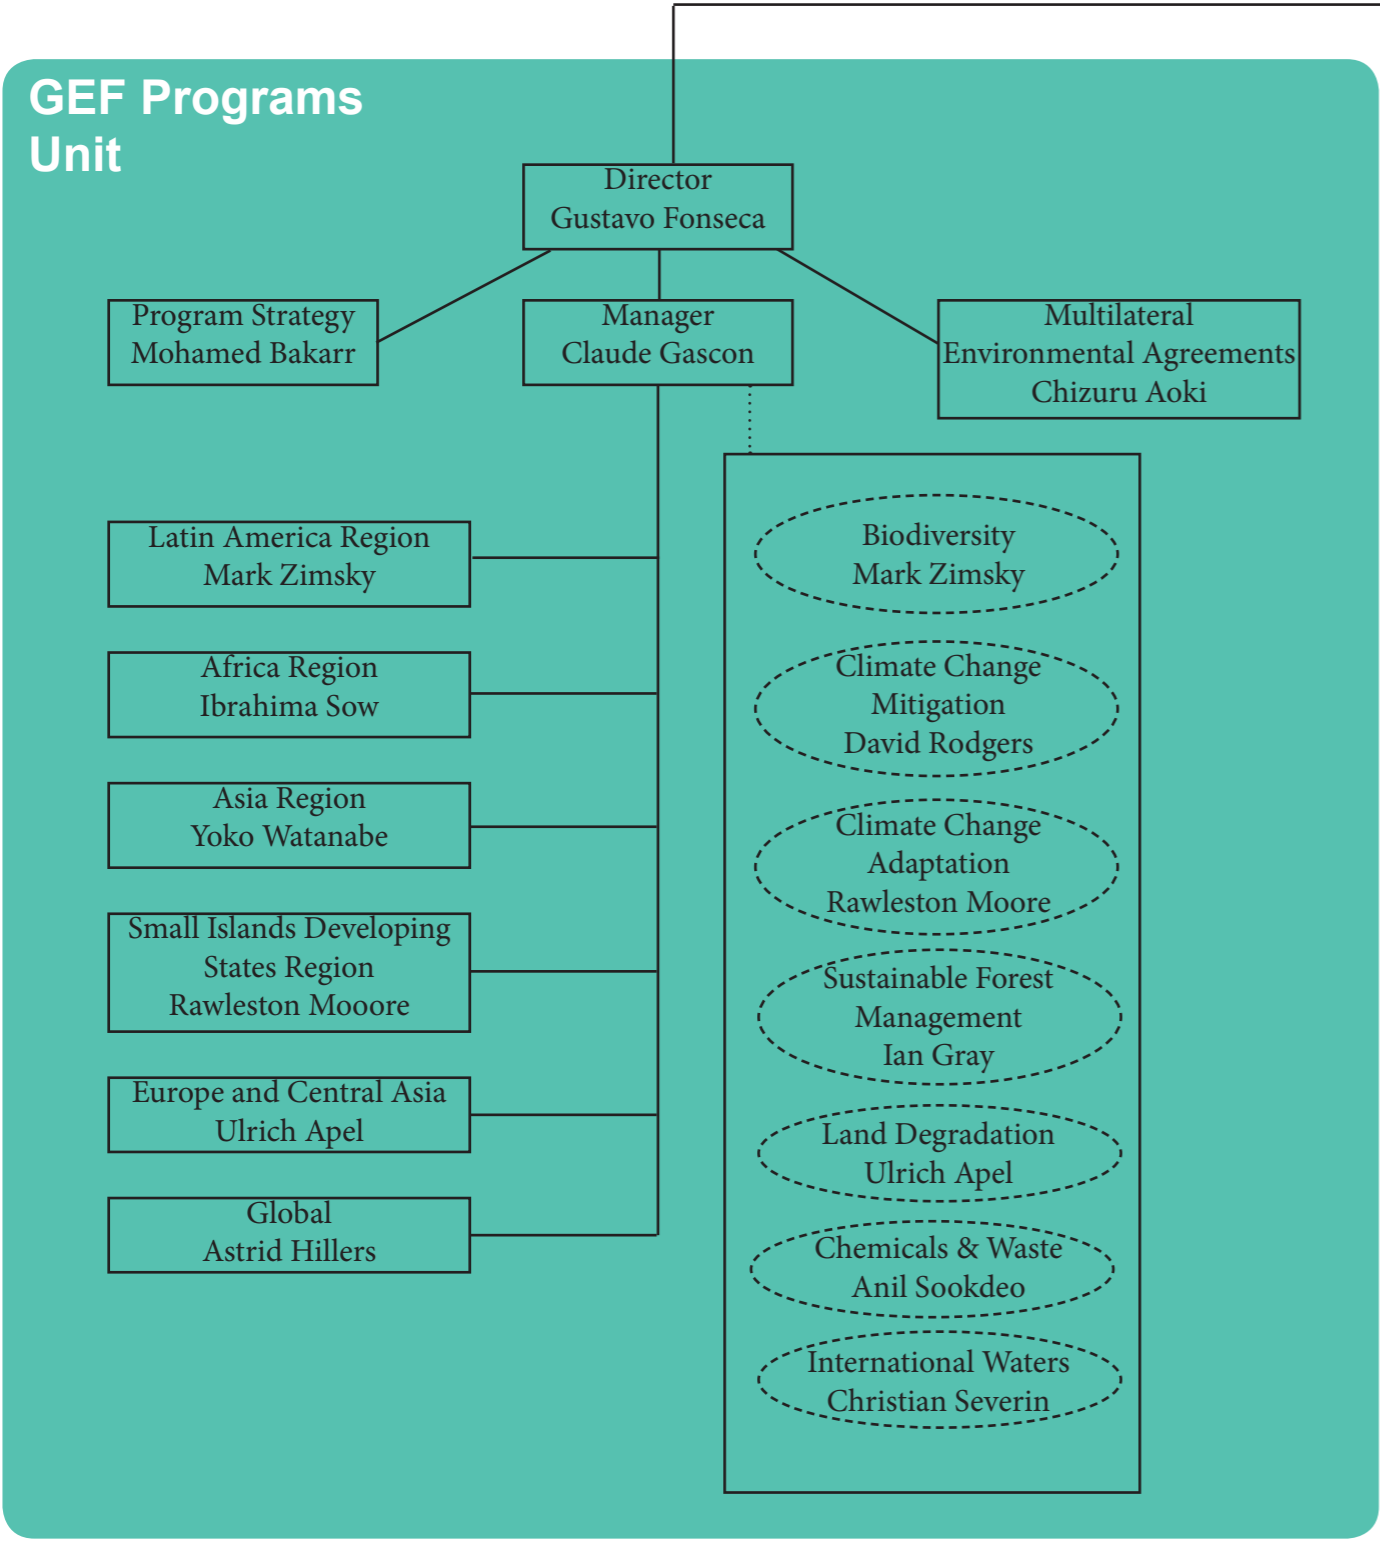 GEF Programs
Unit
Director
Gustavo Fonseca
Program Strategy
Mohamed Bakarr
Manager
Claude Gascon
Multilateral
Environmental Agreements
Chizuru Aoki
Latin America Region
Mark Zimsky
Africa Region
Ibrahima Sow
Asia Region
Yoko Watanabe
Small Islands Developing
States Region
Rawleston Mooore
Europe and Central Asia
Ulrich Apel
Global
Astrid Hillers
Biodiversity
Mark Zimsky
Climate Change
Mitigation
David Rodgers
Climate Change
Adaptation
Rawleston Moore
Sustainable Forest
Management
Ian Gray
Land Degradation
Ulrich Apel
Chemicals & Waste
Anil Sookdeo
International Waters
Christian Severin